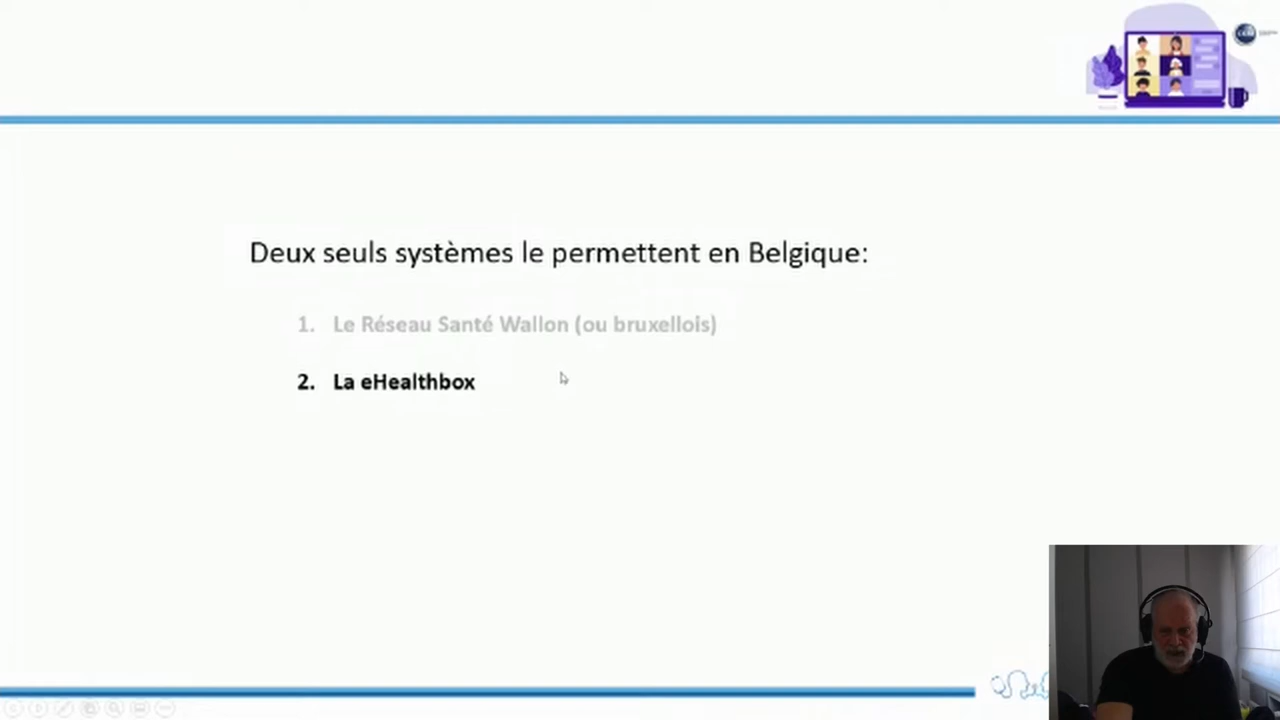 Deux seuls systèmes le permettent en Belgique:
1. Le Réseau Santé Wallon (ou bruxellois)
2. La eHealthbox